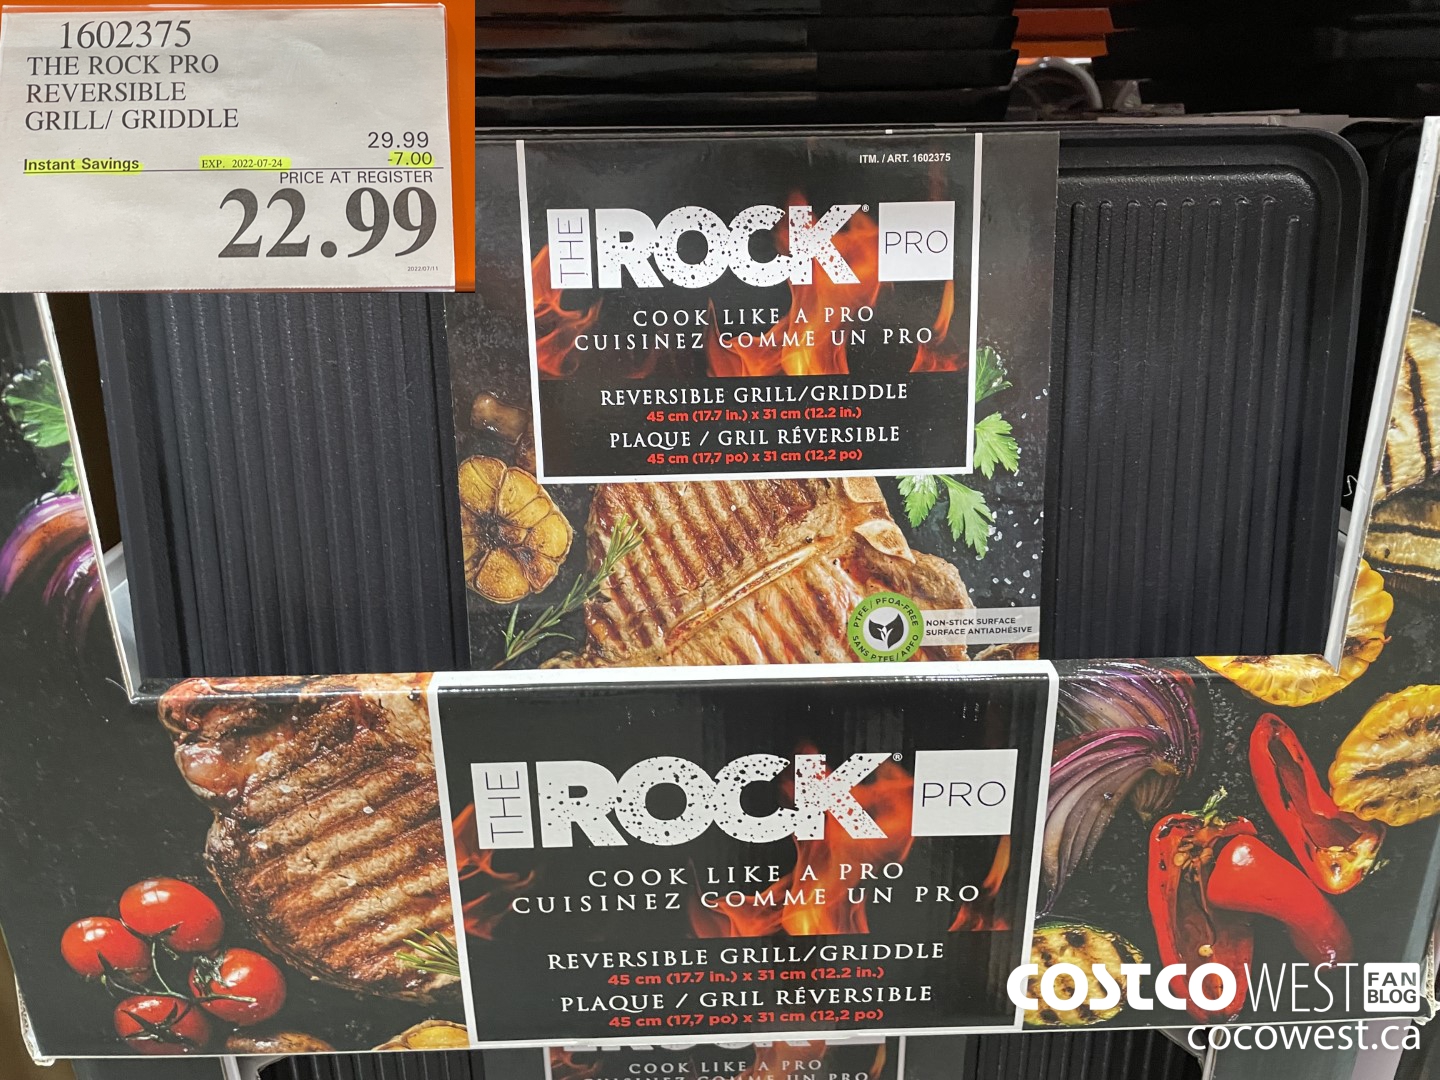 1602375
THE ROCK PRO
REVERSIBLE
GRILL/ GRIDDLE
29.99
Instant Savings EXP. 2022-07-24 -7.00
PRICE AT REGISTER
22.99
2022/07/11
ITM. / ART. 1602375
THE ROCK® PRO
COOK LIKE A PRO
CUISINEZ COMME UN PRO
REVERSIBLE GRILL/GRIDDLE
45 cm (17.7 in.) x 31 cm (12.2 in.)
PLAQUE / GRIL RÉVERSIBLE
45 cm (17,7 po) x 31 cm (12,2 po)
PTFE / PFOA-FREE
SANS PTFE / APFO
NON-STICK SURFACE
SURFACE ANTIADHÉSIVE
THE ROCK® PRO
COOK LIKE A PRO
CUISINEZ COMME UN PRO
REVERSIBLE GRILL/GRIDDLE
45 cm (17.7 in.) x 31 cm (12.2 in.)
PLAQUE / GRIL RÉVERSIBLE
45 cm (17,7 po) x 31 cm (12,2 po)
COSTCO WEST FAN BLOG
cocowest.ca
COOK LIKE A PRO